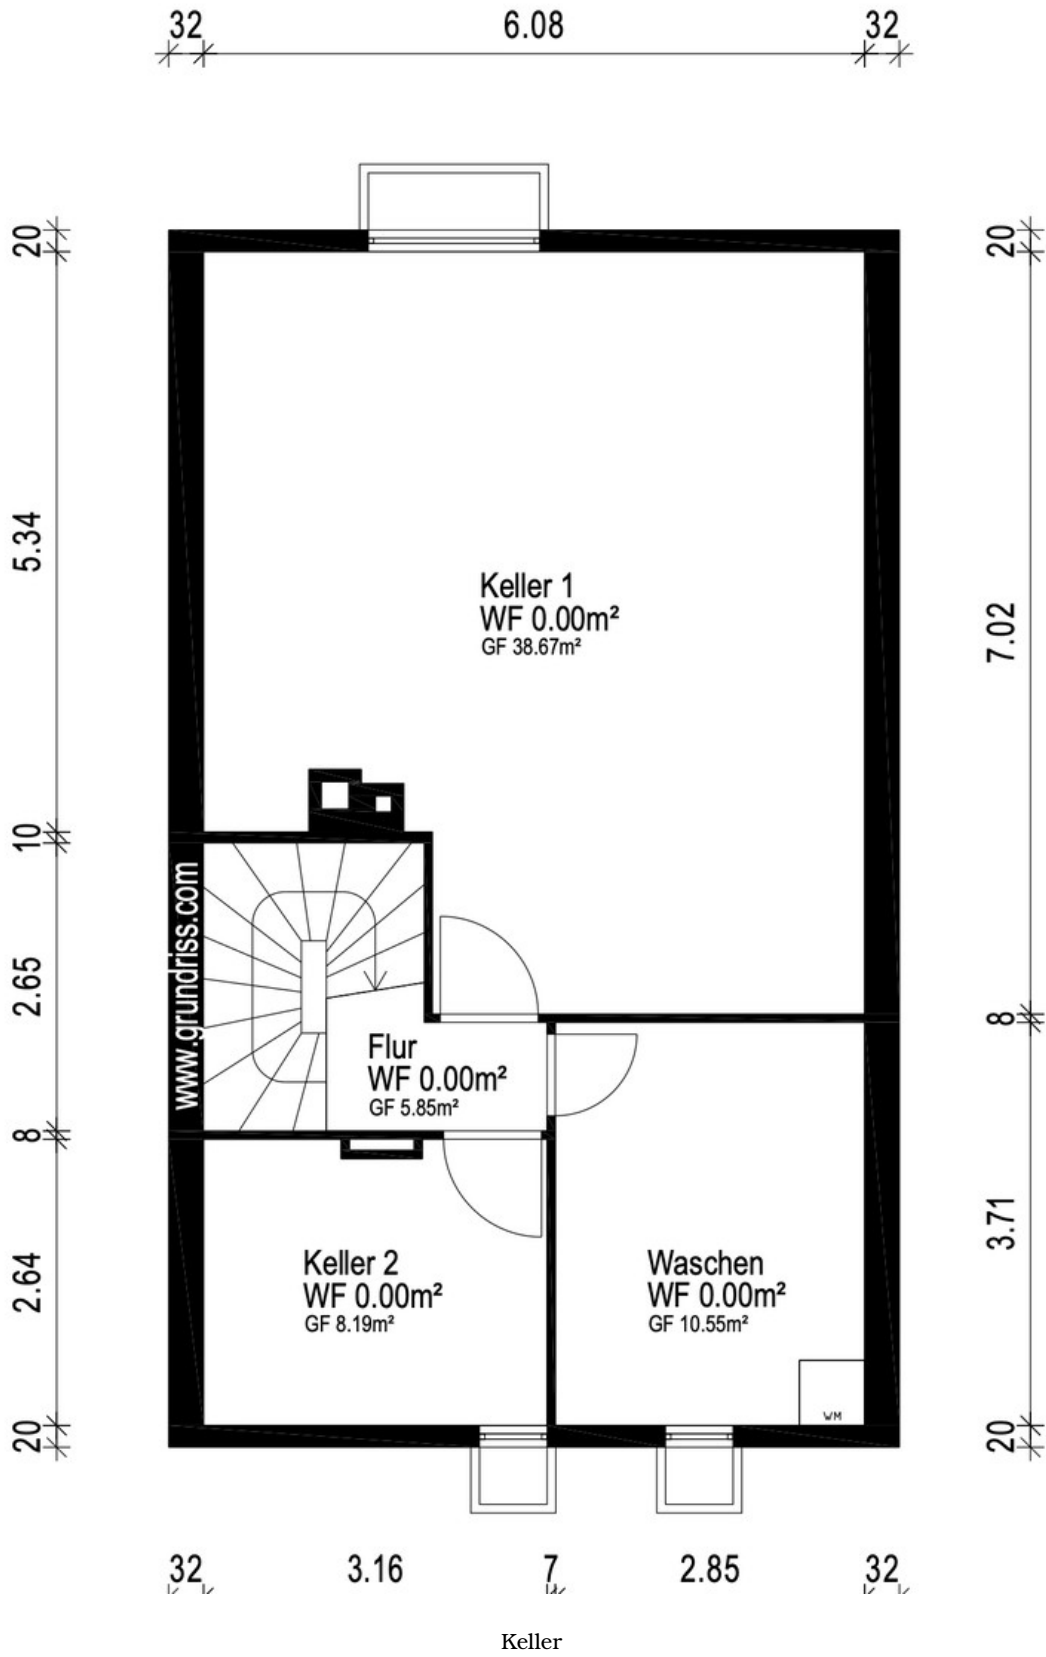 32 6.08 32
20
20
5.34
Keller 1
WF 0.00m²
GF 38.67m²
7.02
10
www.grundriss.com
2.65
8
Flur
WF 0.00m²
GF 5.85m²
8
2.64
3.71
Keller 2
WF 0.00m²
GF 8.19m²
Waschen
WF 0.00m²
GF 10.55m²
WM
20
20
32 3.16 7 2.85 32
Keller